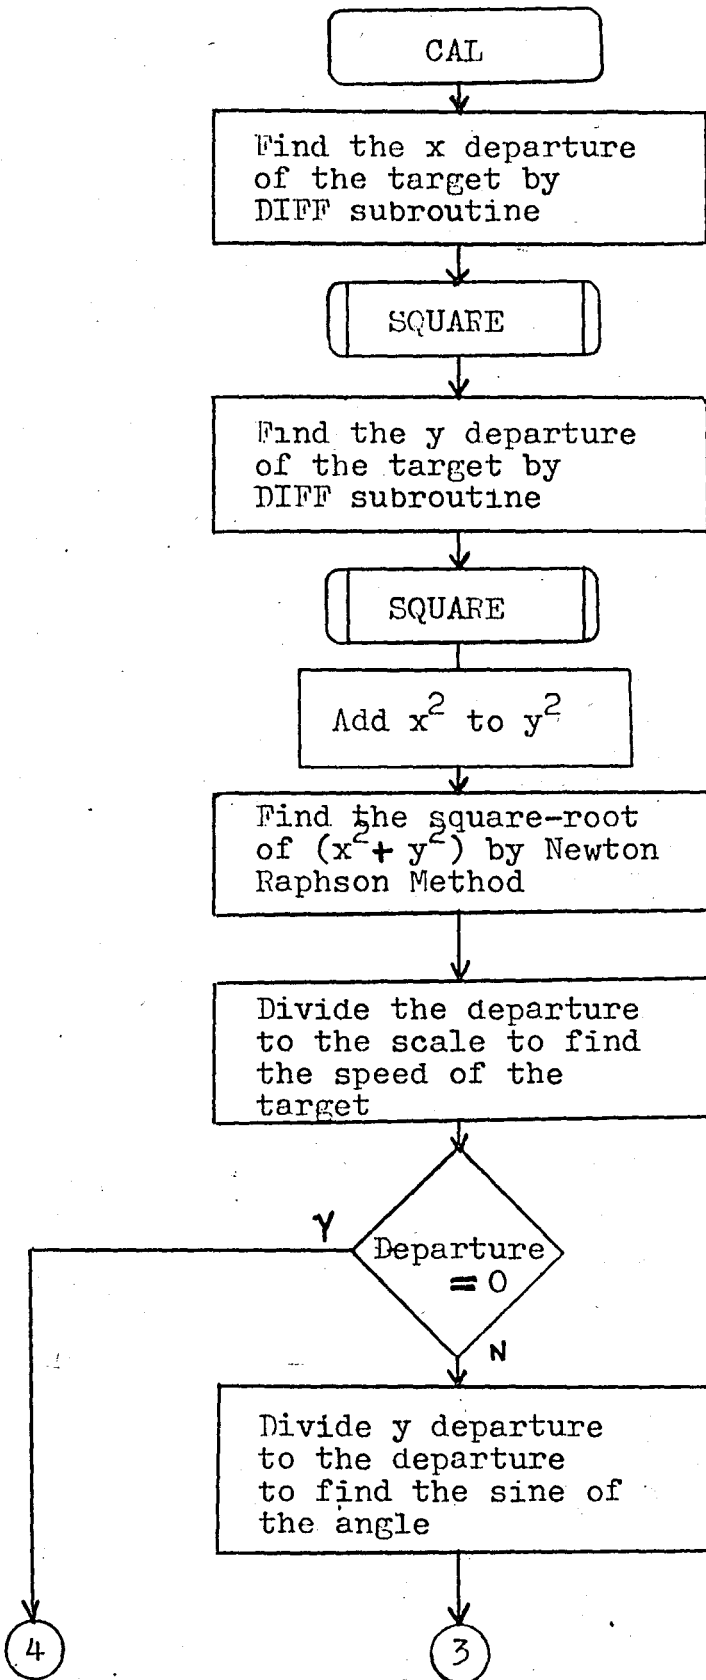 CAL
Find the x departure
of the target by
DIFF subroutine
SQUARE
Find the y departure
of the target by
DIFF subroutine
SQUARE
Add x² to y²
Find the square-root
of (x²+ y²) by Newton
Raphson Method
Divide the departure
to the scale to find
the speed of the
target
Y
Departure
= 0
N
Divide y departure
to the departure
to find the sine of
the angle
4
3